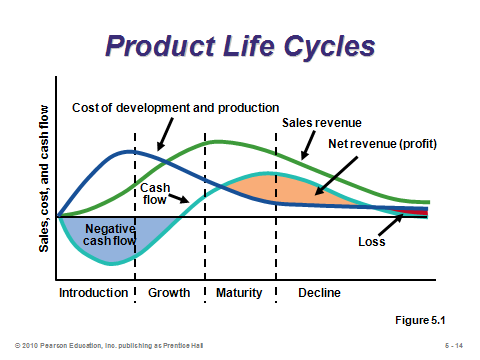 Product Life Cycles
Cost of development and production
Sales revenue
Net revenue (profit)
Sales, cost, and cash flow
Cash
flow
Negative
cash flow
Loss
Introduction
Growth
Maturity
Decline
Figure 5.1
© 2010 Pearson Education, Inc. publishing as Prentice Hall
5 - 14